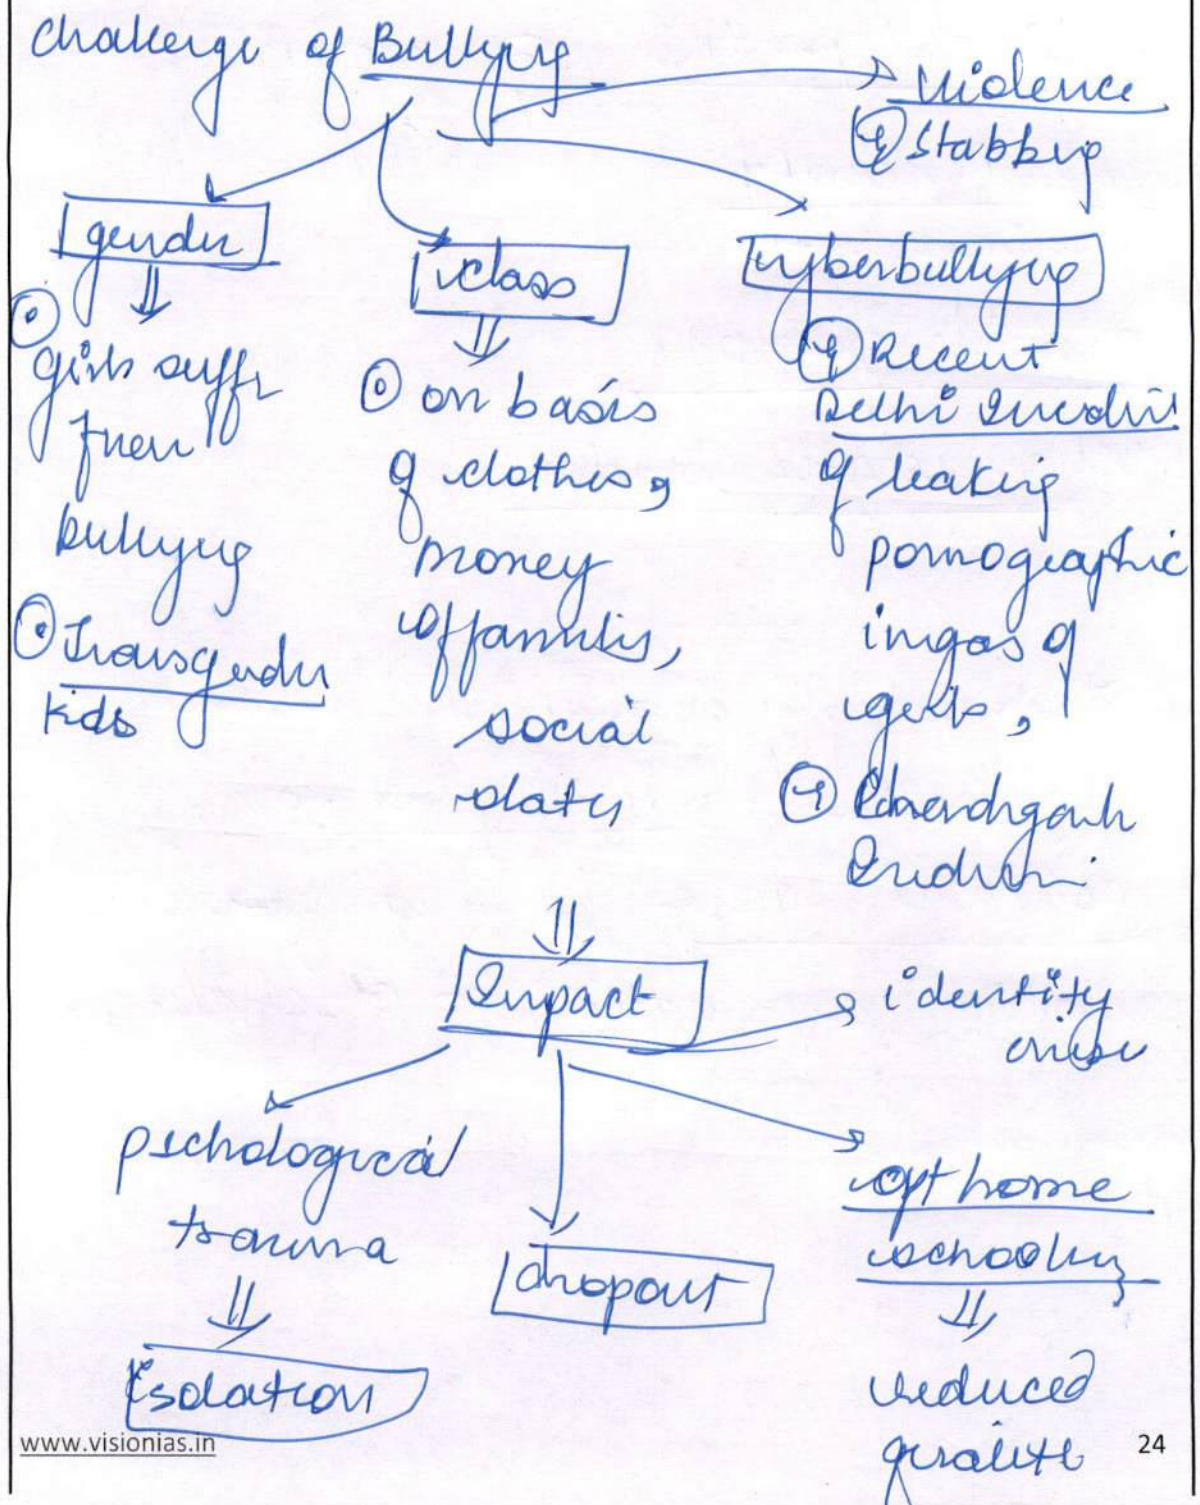 Challenge of Bullying
Violence
eg Stabbing
gender
girls suffer
from
bullying
Transgender
kids
class
on basis
of clothes,
money
of families,
social
status
cyberbullying
eg Recent
Delhi Incident
of leaking
pornographic
imgas of
girls,
eg Chandigarh
Incident
Impact
identity
crisis
pschological
trauma
Isolation
dropout
opt home
schooling
reduced
quality
www.visionias.in
24